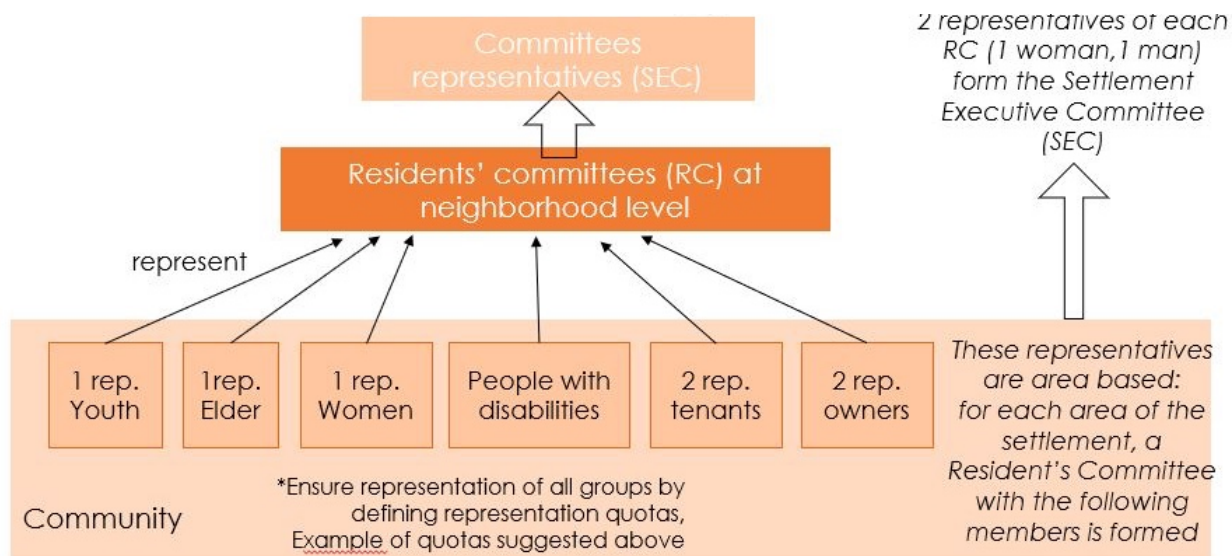 Committees
representatives (SEC)
2 representatives of each
RC (1 woman,1 man)
form the Settlement
Executive Committee
(SEC)
Residents' committees (RC) at
neighborhood level
represent
1 rep.
Youth
1rep.
Elder
1 rep.
Women
People with
disabilities
2 rep.
tenants
2 rep.
owners
These representatives
are area based:
for each area of the
settlement, a
Resident's Committee
with the following
members is formed
*Ensure representation of all groups by
defining representation quotas,
Example of quotas suggested above
Community